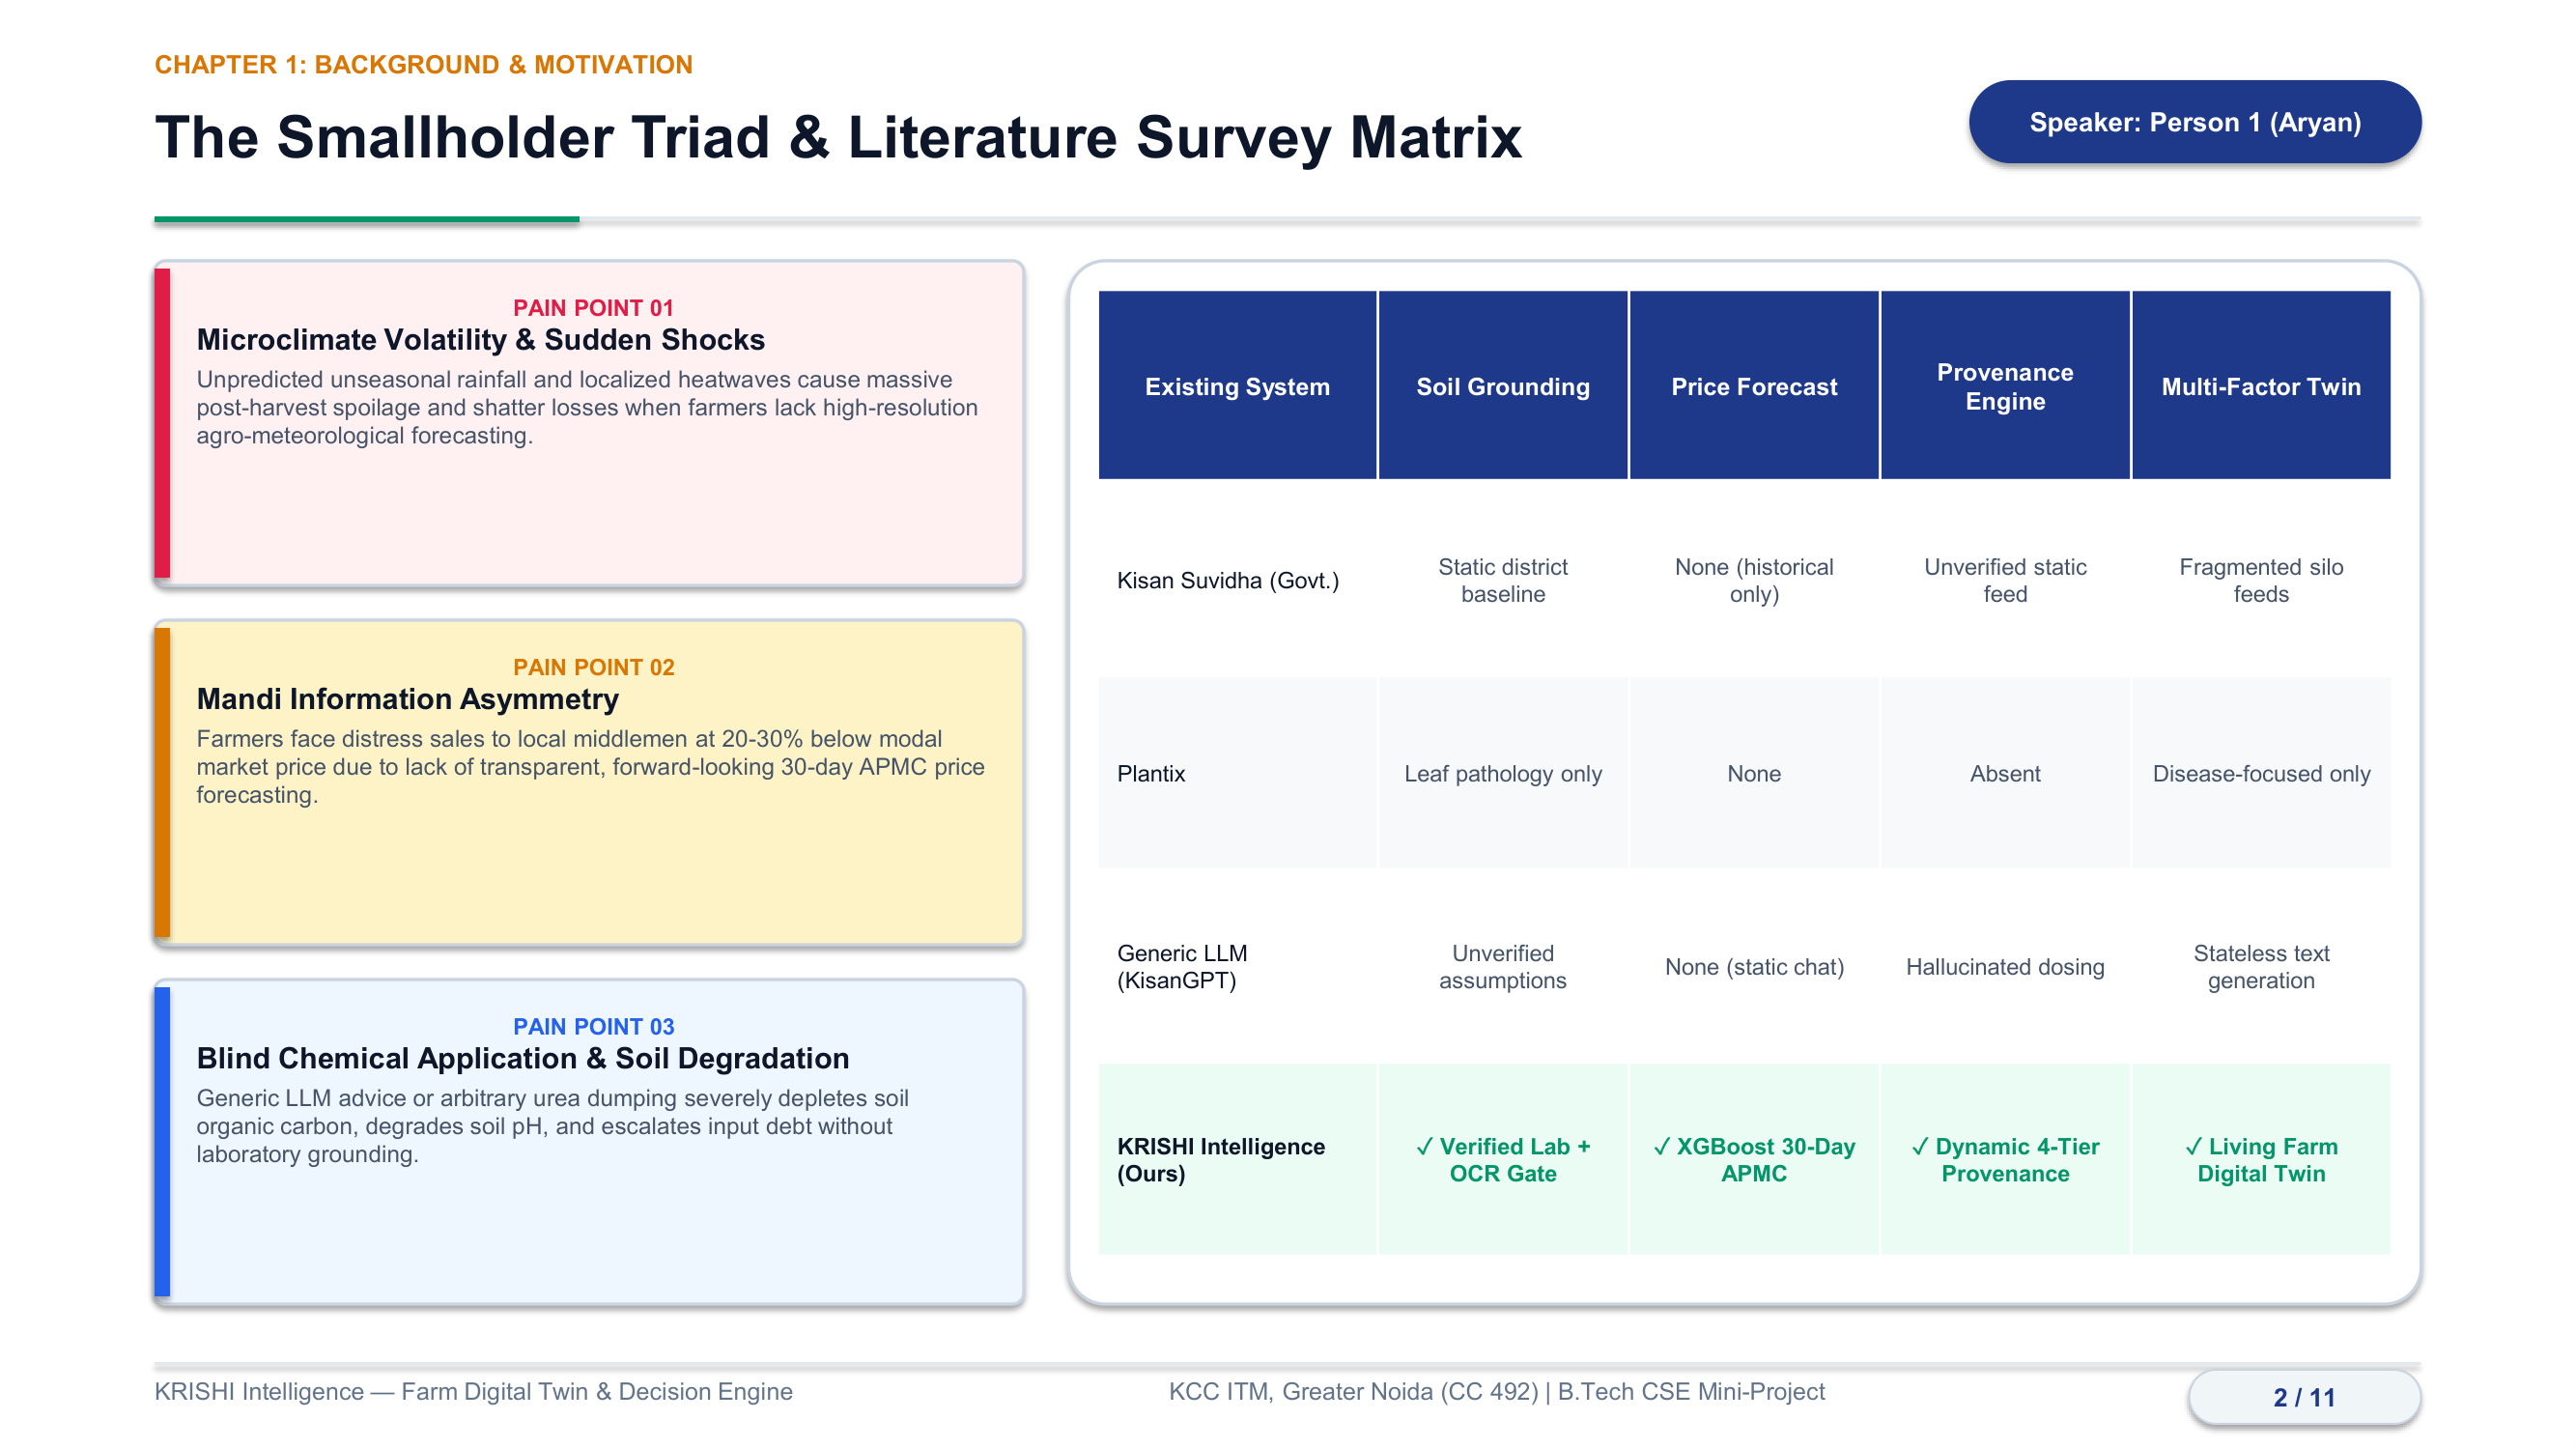 CHAPTER 1: BACKGROUND & MOTIVATION
The Smallholder Triad & Literature Survey Matrix
Speaker: Person 1 (Aryan)
PAIN POINT 01
Microclimate Volatility & Sudden Shocks
Unpredicted unseasonal rainfall and localized heatwaves cause massive
post-harvest spoilage and shatter losses when farmers lack high-resolution
agro-meteorological forecasting.
PAIN POINT 02
Mandi Information Asymmetry
Farmers face distress sales to local middlemen at 20-30% below modal
market price due to lack of transparent, forward-looking 30-day APMC price
forecasting.
PAIN POINT 03
Blind Chemical Application & Soil Degradation
Generic LLM advice or arbitrary urea dumping severely depletes soil
organic carbon, degrades soil pH, and escalates input debt without
laboratory grounding.
Existing System
Soil Grounding
Price Forecast
Provenance
Engine
Multi-Factor Twin
Kisan Suvidha (Govt.)
Static district
baseline
None (historical
only)
Unverified static
feed
Fragmented silo
feeds
Plantix
Leaf pathology only
None
Absent
Disease-focused only
Generic LLM
(KisanGPT)
Unverified
assumptions
None (static chat)
Hallucinated dosing
Stateless text
generation
KRISHI Intelligence
(Ours)
✓ Verified Lab +
OCR Gate
✓ XGBoost 30-Day
APMC
✓ Dynamic 4-Tier
Provenance
✓ Living Farm
Digital Twin
KRISHI Intelligence — Farm Digital Twin & Decision Engine
KCC ITM, Greater Noida (CC 492) | B.Tech CSE Mini-Project
2 / 11